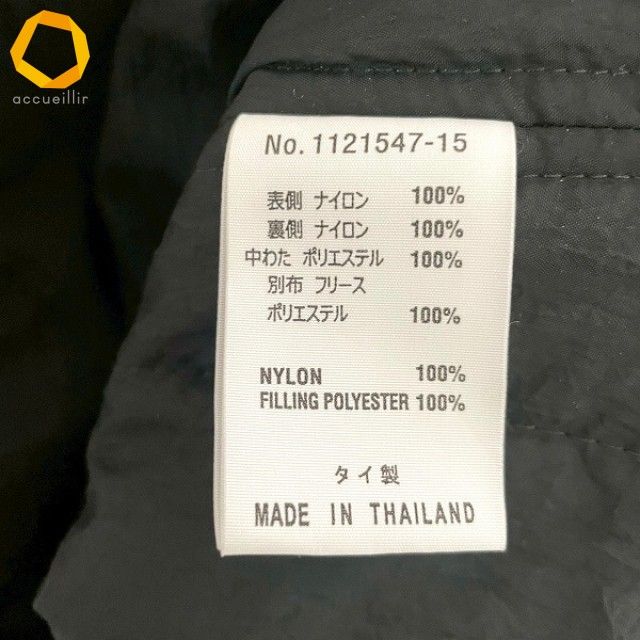 accueillir
No. 1121547-15
表側 ナイロン 100%
裏側 ナイロン 100%
中わた ポリエステル 100%
別布 フリース
ポリエステル 100%
NYLON 100%
FILLING POLYESTER 100%
タイ製
MADE IN THAILAND